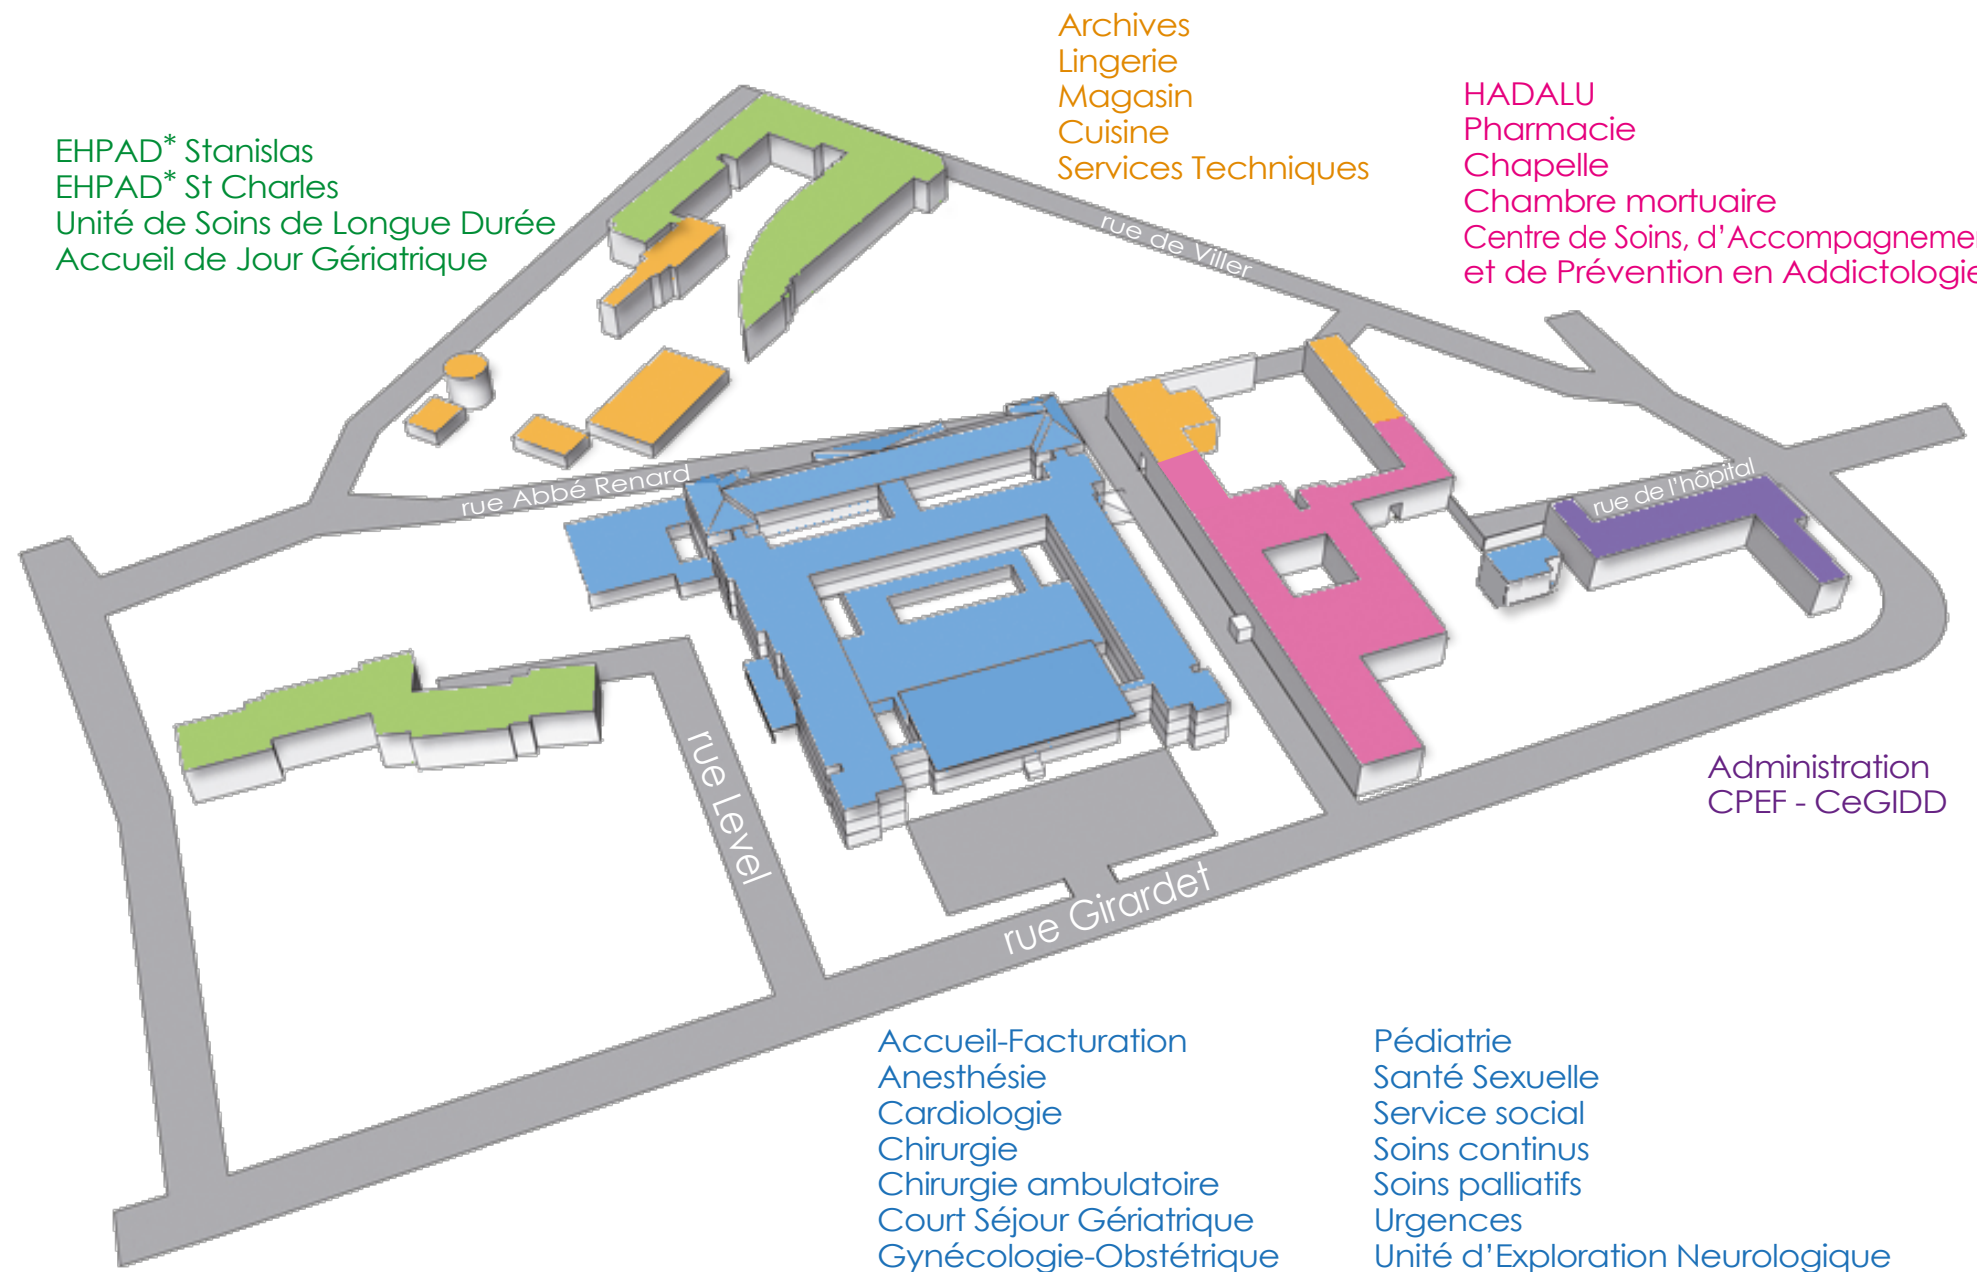 Archives
Lingerie
Magasin
Cuisine
Services Techniques
HADALU
Pharmacie
Chapelle
Chambre mortuaire
Centre de Soins, d'Accompagnemen
et de Prévention en Addictologie
EHPAD* Stanislas
EHPAD* St Charles
Unité de Soins de Longue Durée
Accueil de Jour Gériatrique
rue de Viller
rue Abbé Renard
rue de l'hôpital
rue Level
rue Girardet
Administration
CPEF - CeGIDD
Accueil-Facturation
Anesthésie
Cardiologie
Chirurgie
Chirurgie ambulatoire
Court Séjour Gériatrique
Gynécologie-Obstétrique
Pédiatrie
Santé Sexuelle
Service social
Soins continus
Soins palliatifs
Urgences
Unité d'Exploration Neurologique